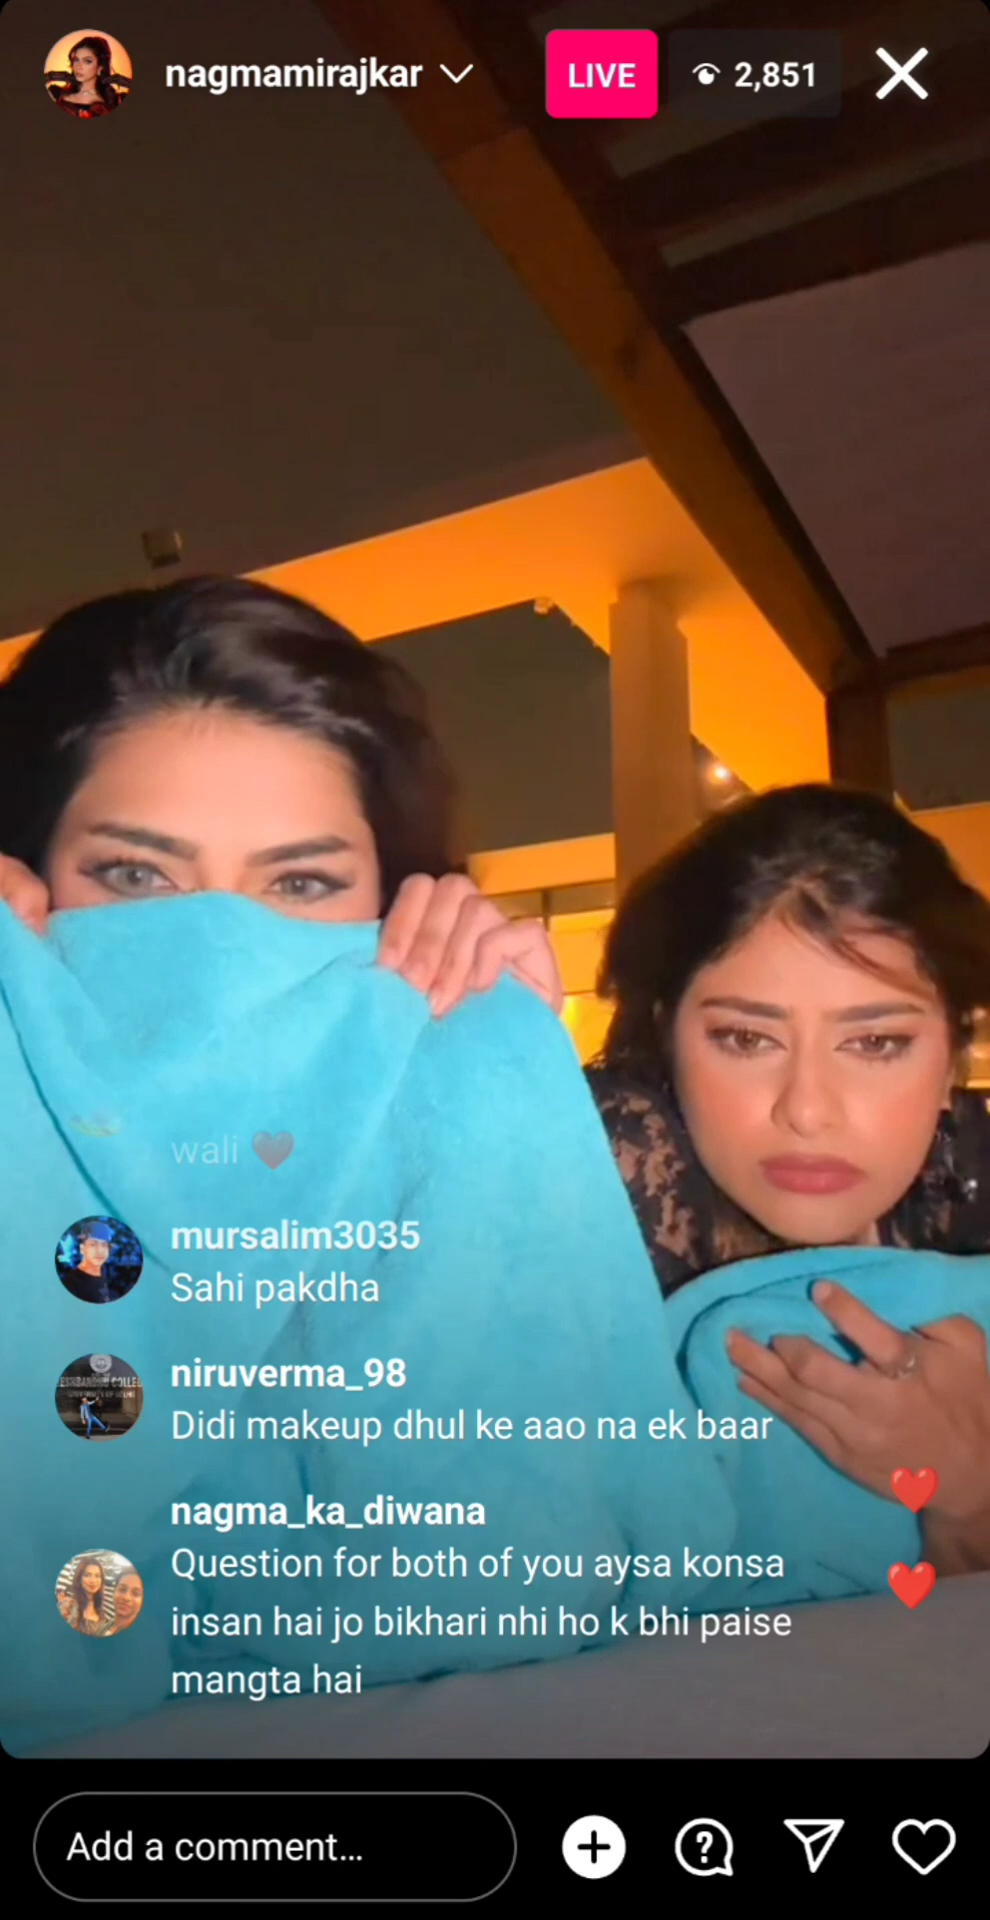 nagmamirajkar
LIVE
2,851
wali ❤️
mursalim3035
Sahi pakdha
niruverma_98
Didi makeup dhul ke aao na ek baar
nagma_ka_diwana
Question for both of you aysa konsa
insan hai jo bikhari nhi ho k bhi paise
mangta hai
Add a comment...